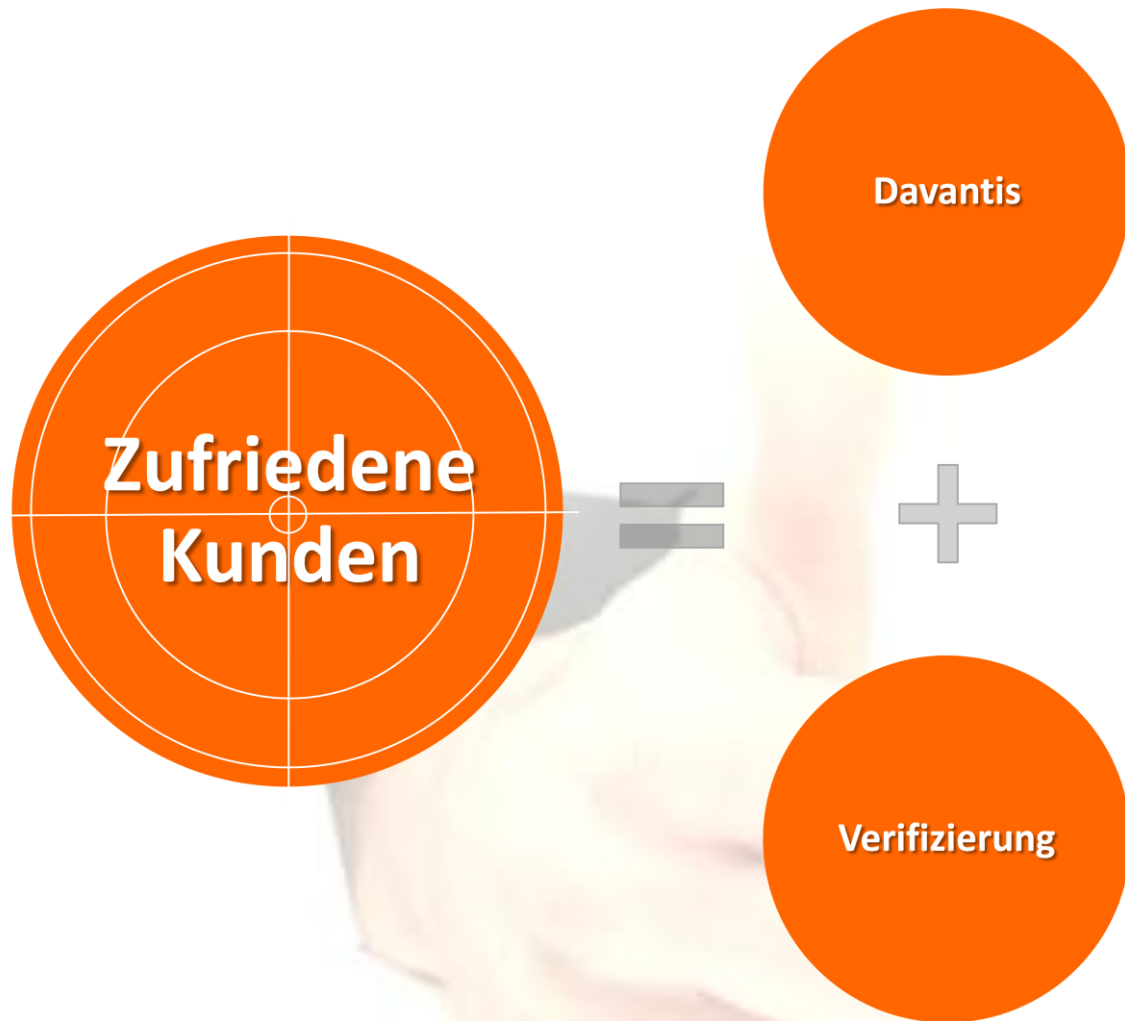 Zufriedene
Kunden
=
Davantis
+
Verifizierung